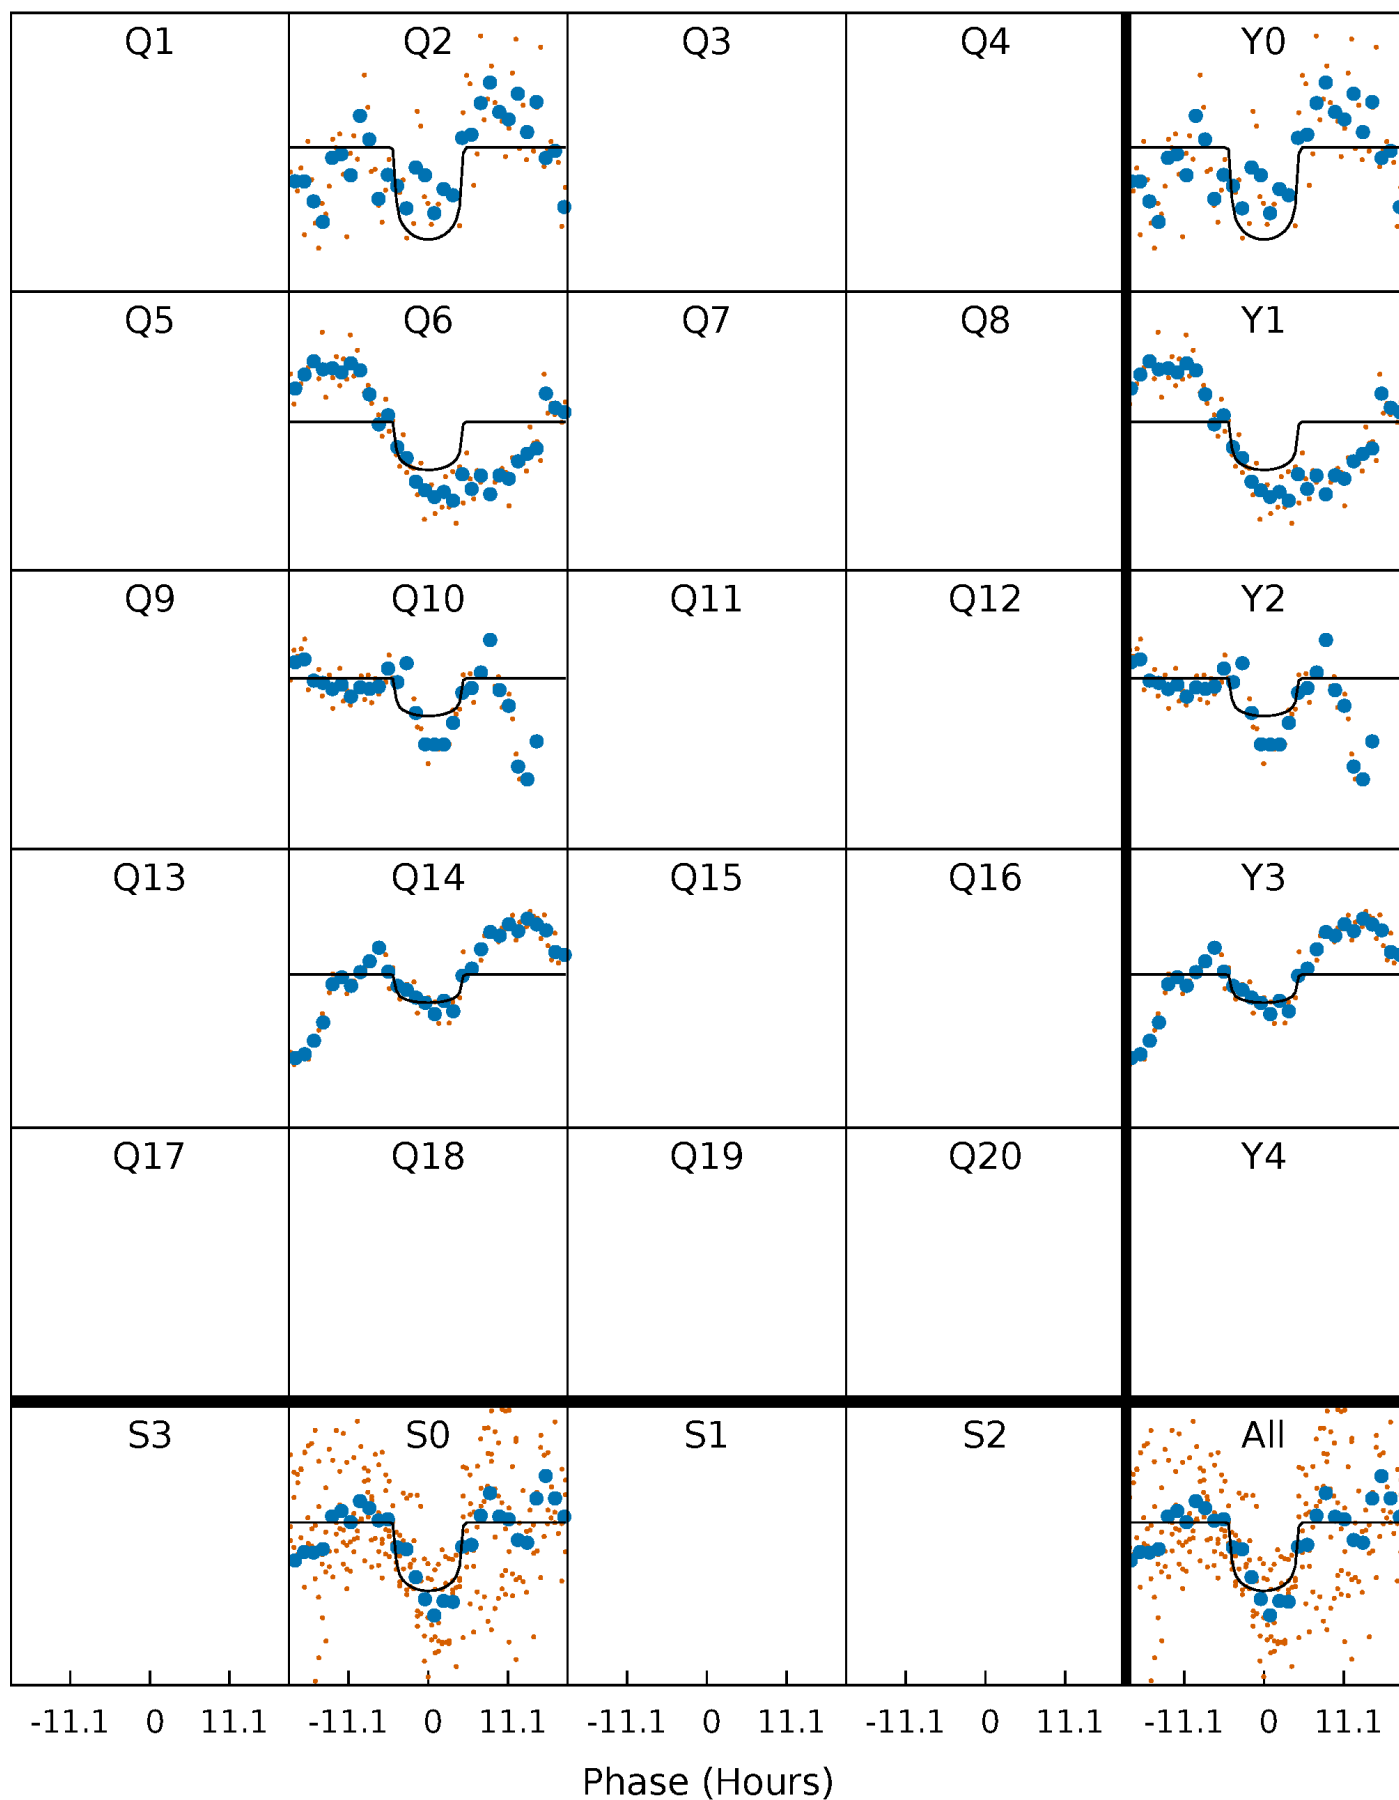 Q1 Q2 Q3 Q4 Y0
Q5 Q6 Q7 Q8 Y1
Q9 Q10 Q11 Q12 Y2
Q13 Q14 Q15 Q16 Y3
Q17 Q18 Q19 Q20 Y4
S3 S0 S1 S2 All
-11.1 0 11.1 -11.1 0 11.1 -11.1 0 11.1 -11.1 0 11.1 -11.1 0 11.1
Phase (Hours)